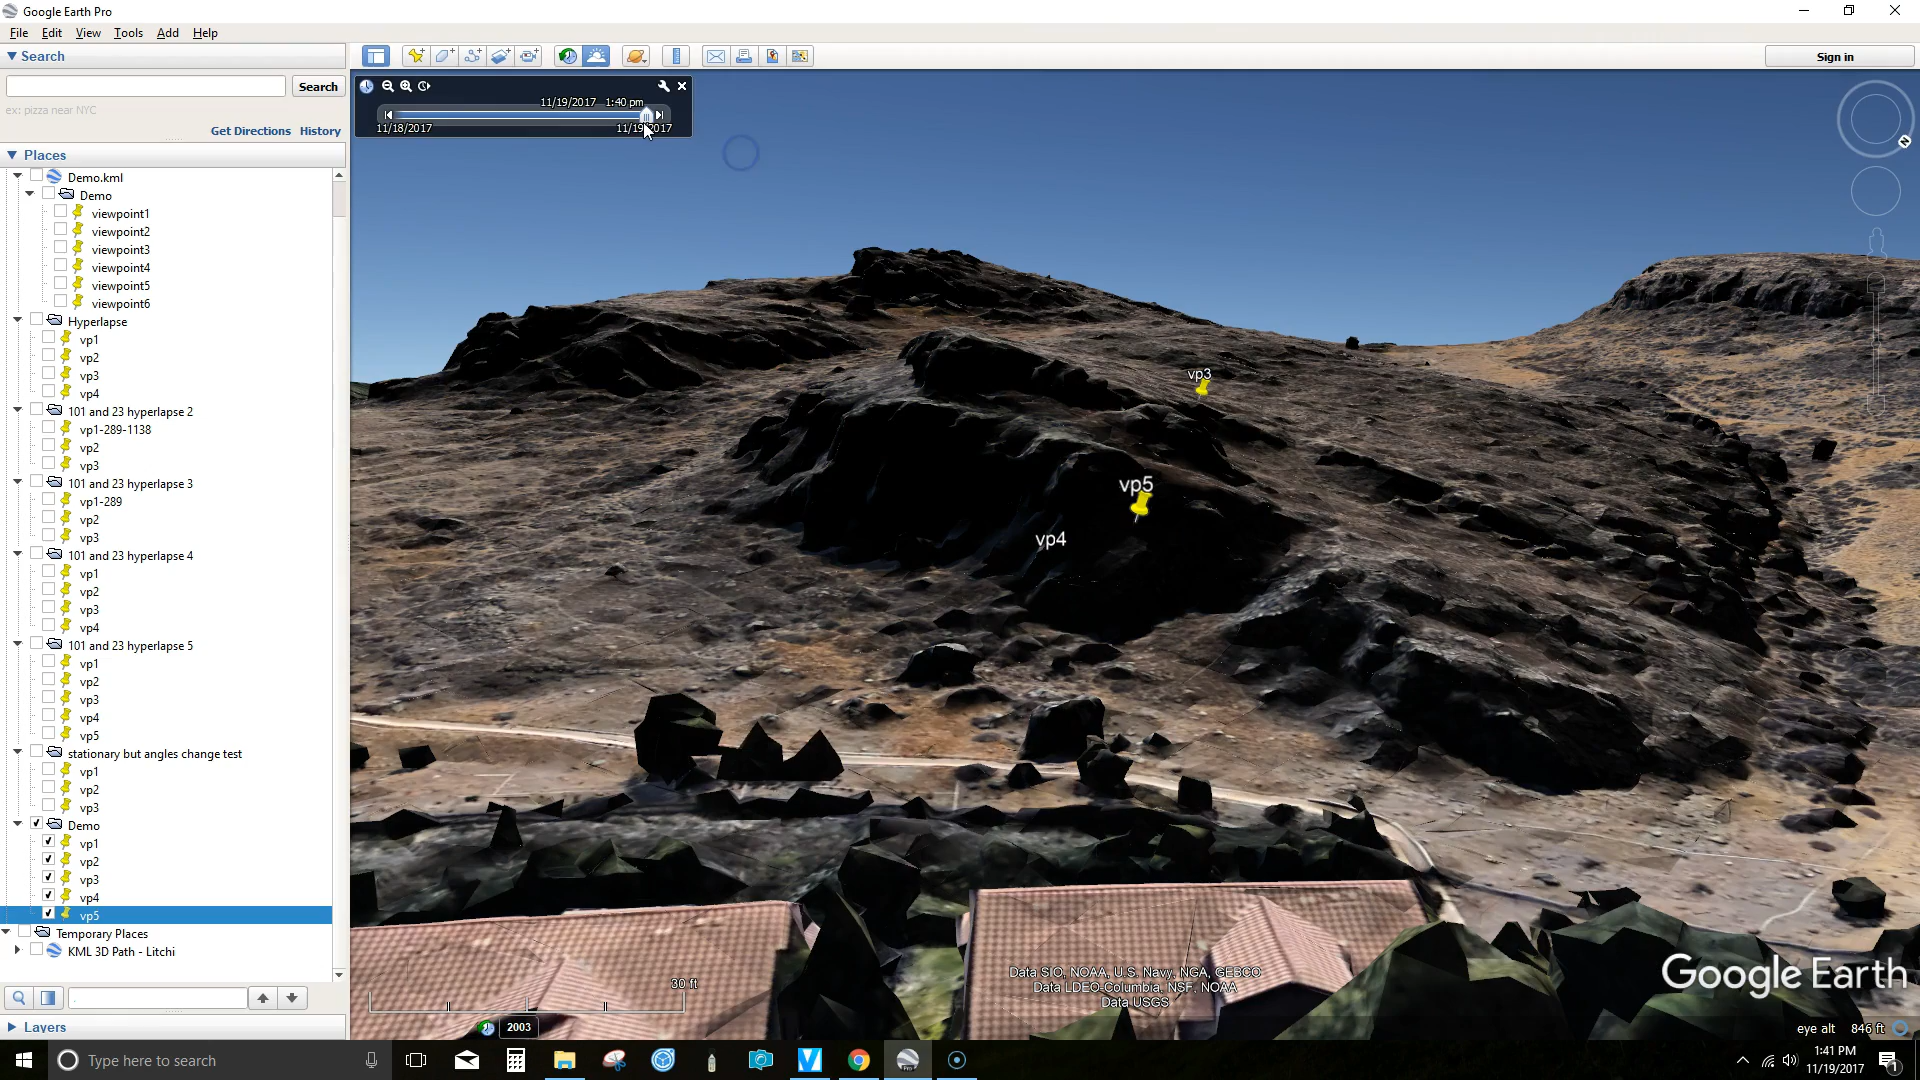 Google Earth Pro
File Edit View Tools Add Help
Search
Search
ex: pizza near NYC
Get Directions History
Places
Demo.kml
Demo
viewpoint1
viewpoint2
viewpoint3
viewpoint4
viewpoint5
viewpoint6
Hyperlapse
vp1
vp2
vp3
vp4
101 and 23 hyperlapse 2
vp1-289-1138
vp2
vp3
101 and 23 hyperlapse 3
vp1-289
vp2
vp3
101 and 23 hyperlapse 4
vp1
vp2
vp3
vp4
101 and 23 hyperlapse 5
vp1
vp2
vp3
vp4
vp5
stationary but angles change test
vp1
vp2
vp3
Demo
vp1
vp2
vp3
vp4
vp5
Temporary Places
KML 3D Path - Litchi
Layers
Sign in
11/19/2017 1:40 pm
11/18/2017 11/19/2017
N
vp3
vp5
vp4
30 ft
2003
Data SIO, NOAA, U.S. Navy, NGA, GEBCO
Data LDEO-Columbia, NSF, NOAA
Data USGS
Google Earth
eye alt 846 ft
Type here to search
1:41 PM
11/19/2017
1